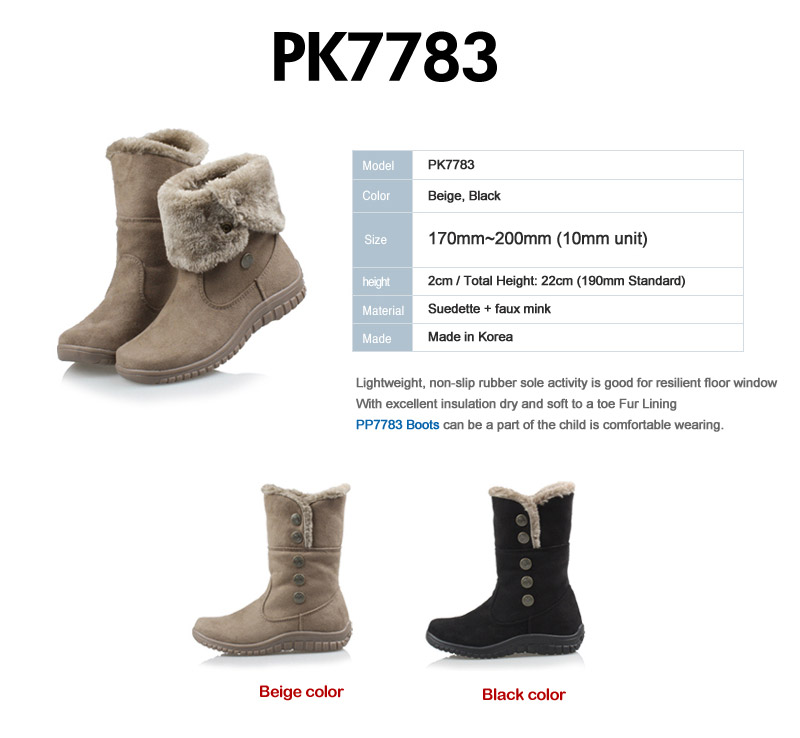 PK7783
Model PK7783
Color Beige, Black
Size 170mm~200mm (10mm unit)
height 2cm / Total Height: 22cm (190mm Standard)
Material Suedette + faux mink
Made Made in Korea
Lightweight, non-slip rubber sole activity is good for resilient floor window
With excellent insulation dry and soft to a toe Fur Lining
PP7783 Boots can be a part of the child is comfortable wearing.
Beige color
Black color